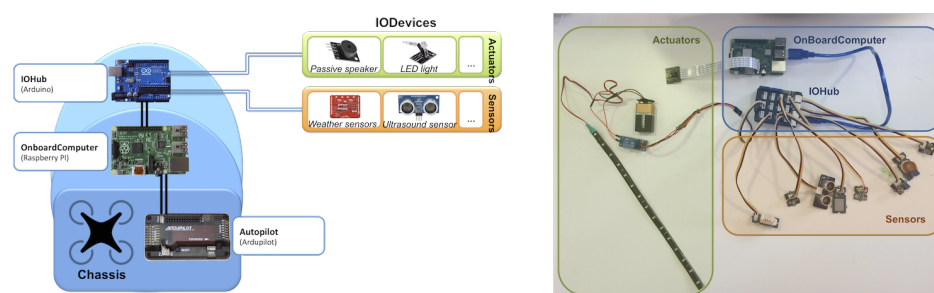 IODevices
Actuators
Passive speaker
LED light
...
IOHub
(Arduino)
Sensors
Weather sensors
Ultrasound sensor
...
OnboardComputer
(Raspberry PI)
ARDUPILOT
Autopilot
(Ardupilot)
Chassis
Actuators
OnBoardComputer
IOHub
Sensors